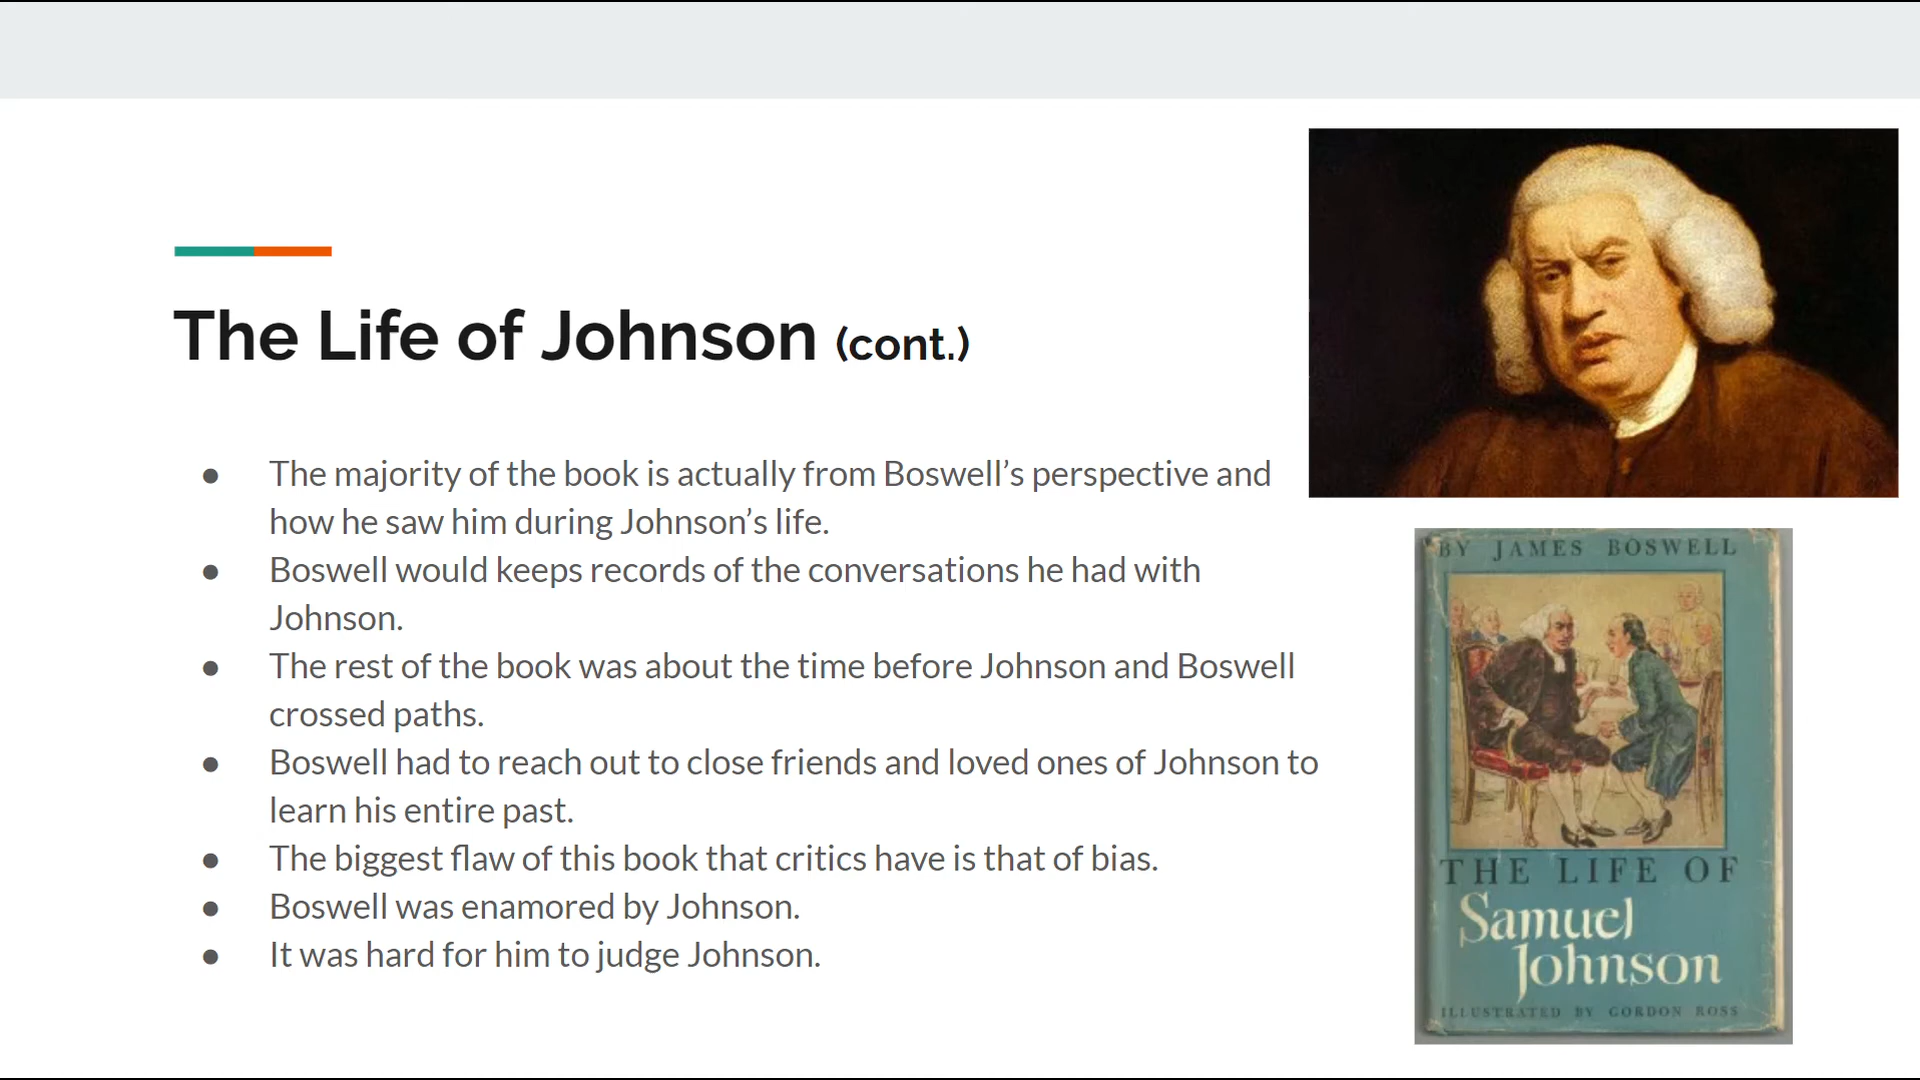 The Life of Johnson (cont.)
● The majority of the book is actually from Boswell’s perspective and
how he saw him during Johnson’s life.
● Boswell would keeps records of the conversations he had with
Johnson.
● The rest of the book was about the time before Johnson and Boswell
crossed paths.
● Boswell had to reach out to close friends and loved ones of Johnson to
learn his entire past.
● The biggest flaw of this book that critics have is that of bias.
● Boswell was enamored by Johnson.
● It was hard for him to judge Johnson.
BY JAMES BOSWELL
THE LIFE OF
Samuel
Johnson
ILLUSTRATED BY GORDON ROSS